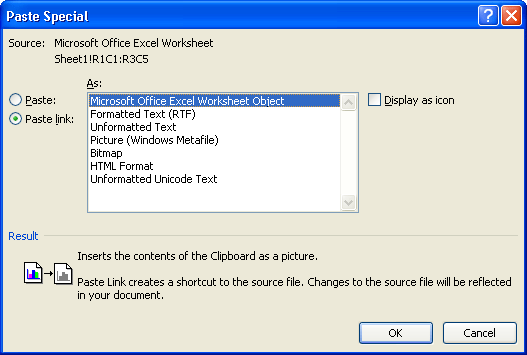 Paste Special
Source: Microsoft Office Excel Worksheet
Sheet1!R1C1:R3C5
As:
Paste:
Paste link:
Microsoft Office Excel Worksheet Object
Formatted Text (RTF)
Unformatted Text
Picture (Windows Metafile)
Bitmap
HTML Format
Unformatted Unicode Text
Display as icon
Result
Inserts the contents of the Clipboard as a picture.
Paste Link creates a shortcut to the source file. Changes to the source file will be reflected
in your document.
OK
Cancel